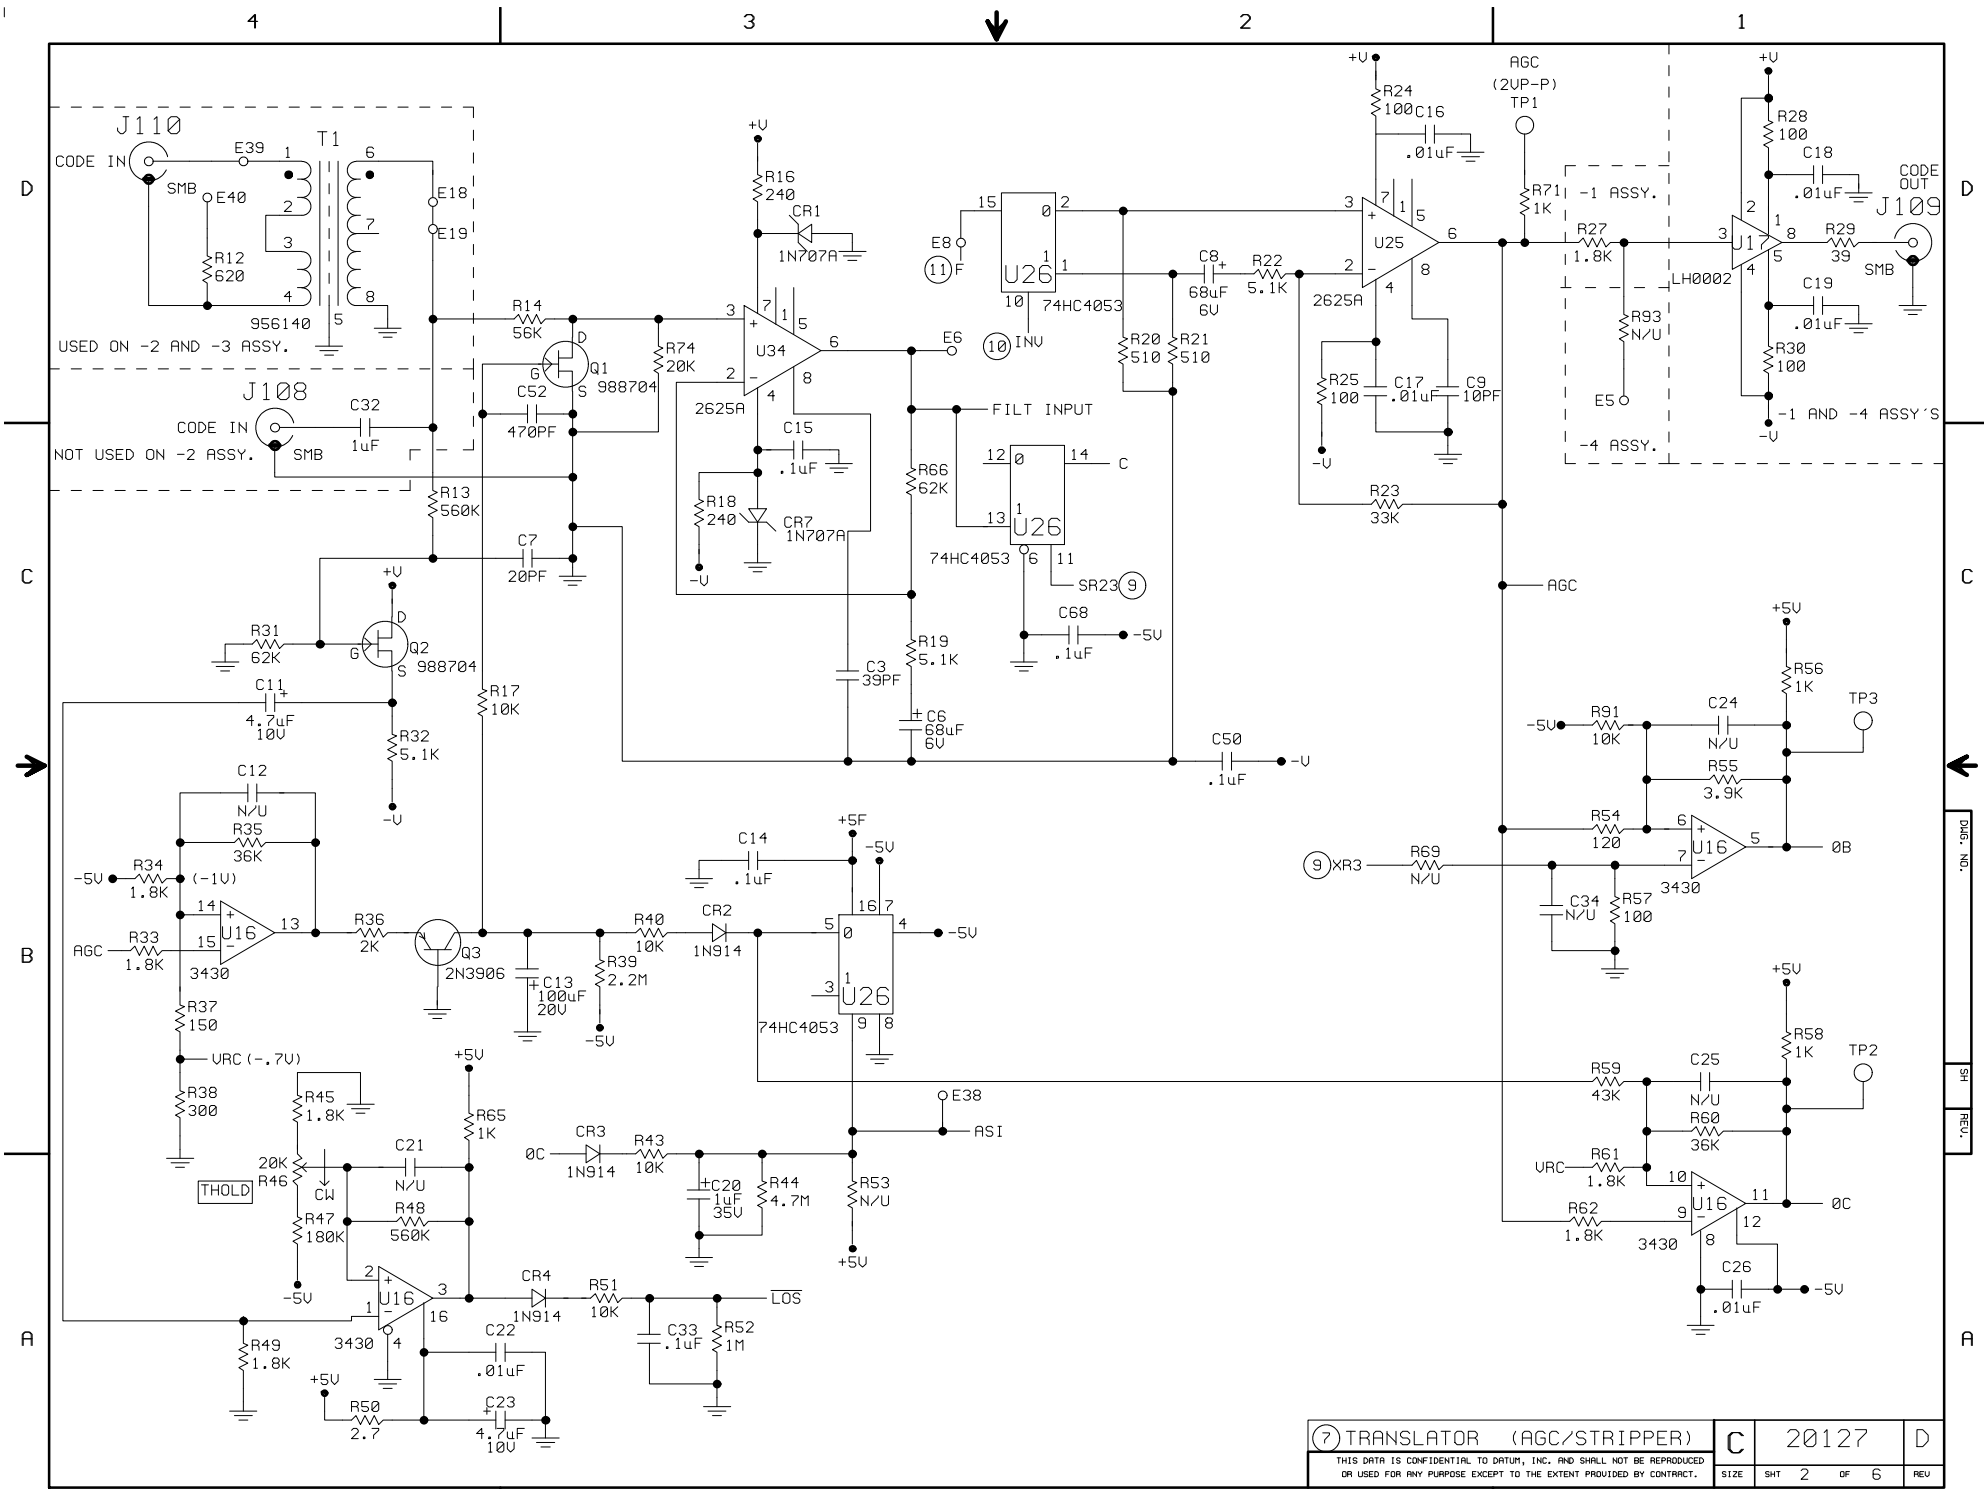 4
3
2
1
D
C
B
A
J110
CODE IN
SMB
E39
E40
R12
620
T1
1
2
3
4
5
6
7
8
956140
E18
E19
USED ON -2 AND -3 ASSY.
J108
CODE IN
SMB
C32
1uF
NOT USED ON -2 ASSY.
R13
560K
R14
56K
D
G
S
Q1
988704
C52
470PF
R74
20K
C7
20PF
+V
R16
240
CR1
1N707A
3
2
7
1
5
6
8
4
U34
2625A
C15
.1uF
R18
240
-V
CR7
1N707A
E6
FILT INPUT
R66
62K
12
0
14
C
13
1
U26
74HC4053
6
11
SR23 9
C68
.1uF
-5V
R19
5.1K
C3
39PF
C6
68uF
6V
C50
.1uF
-V
E8
11 F
15
0
2
1
1
U26
10
74HC4053
10 INV
R20
510
R21
510
C8
68uF
6V
R22
5.1K
+V
R24
100
C16
.01uF
3
2
7
1
5
6
8
4
U25
2625A
R25
100
-V
C17
.01uF
C9
10PF
R23
33K
AGC
(2VP-P)
TP1
R71
1K
-1 ASSY.
R27
1.8K
R93
N/U
E5
-4 ASSY.
+V
R28
100
C18
.01uF
2
1
3
U17
8
4
5
LH0002
R29
39
CODE
OUT
J109
SMB
C19
.01uF
R30
100
-V
-1 AND -4 ASSY'S
AGC
+V
D
G
S
Q2
988704
R31
62K
C11
4.7uF
10V
R32
5.1K
-V
R17
10K
C12
N/U
R35
36K
R34
1.8K
-5V
(-1V)
14
15
U16
13
3430
AGC
R33
1.8K
R36
2K
Q3
2N3906
C13
100uF
20V
R39
2.2M
-5V
R40
10K
CR2
1N914
C14
.1uF
+5F
-5V
16
7
5
0
4
-5V
1
3
U26
74HC4053
9
8
R37
150
VRC (-.7V)
R38
300
R45
1.8K
20K
R46
THOLD
CW
R47
180K
-5V
C21
N/U
R48
560K
+5V
R65
1K
2
1
U16
3
16
3430
4
R49
1.8K
+5V
R50
2.7
C22
.01uF
C23
4.7uF
10V
CR4
1N914
R51
10K
LOS
C33
.1uF
R52
1M
0C
CR3
1N914
R43
10K
C20
1uF
35V
R44
4.7M
R53
N/U
+5V
E38
ASI
+5V
R56
1K
TP3
-5V
R91
10K
C24
N/U
R55
3.9K
R54
120
6
7
U16
5
3430
0B
9 XR3
R69
N/U
C34
N/U
R57
100
+5V
R58
1K
TP2
R59
43K
C25
N/U
R60
36K
VRC
R61
1.8K
10
9
U16
11
12
8
3430
0C
R62
1.8K
C26
.01uF
-5V
DWG. NO.
SH
REV.
7 TRANSLATOR (AGC/STRIPPER)
THIS DATA IS CONFIDENTIAL TO DATUM, INC. AND SHALL NOT BE REPRODUCED
OR USED FOR ANY PURPOSE EXCEPT TO THE EXTENT PROVIDED BY CONTRACT.
C
SIZE
20127
SHT 2 OF 6
D
REV